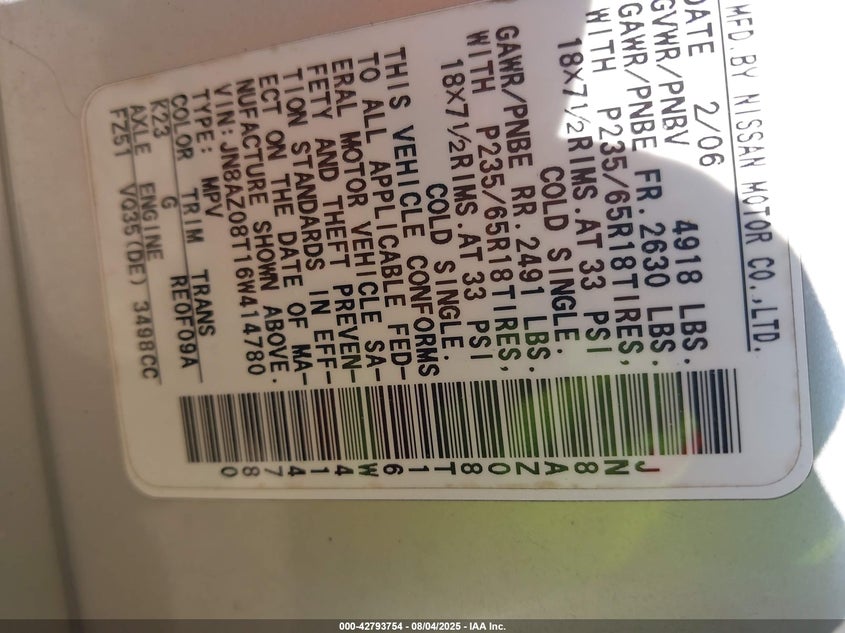 MFD.BY NISSAN MOTOR CO.,LTD.
DATE 2/06
GVWR/PNBV 4918 LBS.
GAWR/PNBE FR.2630 LBS.
WITH P235/65R18TIRES,
18X7½RIMS.AT 33 PSI
COLD SINGLE.
GAWR/PNBE RR.2491 LBS.
WITH P235/65R18TIRES,
18X7½RIMS.AT 33 PSI
COLD SINGLE.
THIS VEHICLE CONFORMS
TO ALL APPLICABLE FED-
ERAL MOTOR VEHICLE SA-
FETY AND THEFT PREVEN-
TION STANDARDS IN EFF-
ECT ON THE DATE OF MA-
NUFACTURE SHOWN ABOVE.
VIN:JN8AZ08T16W414780
TYPE: MPV
COLOR TRIM TRANS
K23 G RE0F09A
AXLE ENGINE
FZ51 VQ35(DE) 3498CC
JN8AZ08T16W414780
000-42793754 - 08/04/2025 - IAA Inc.